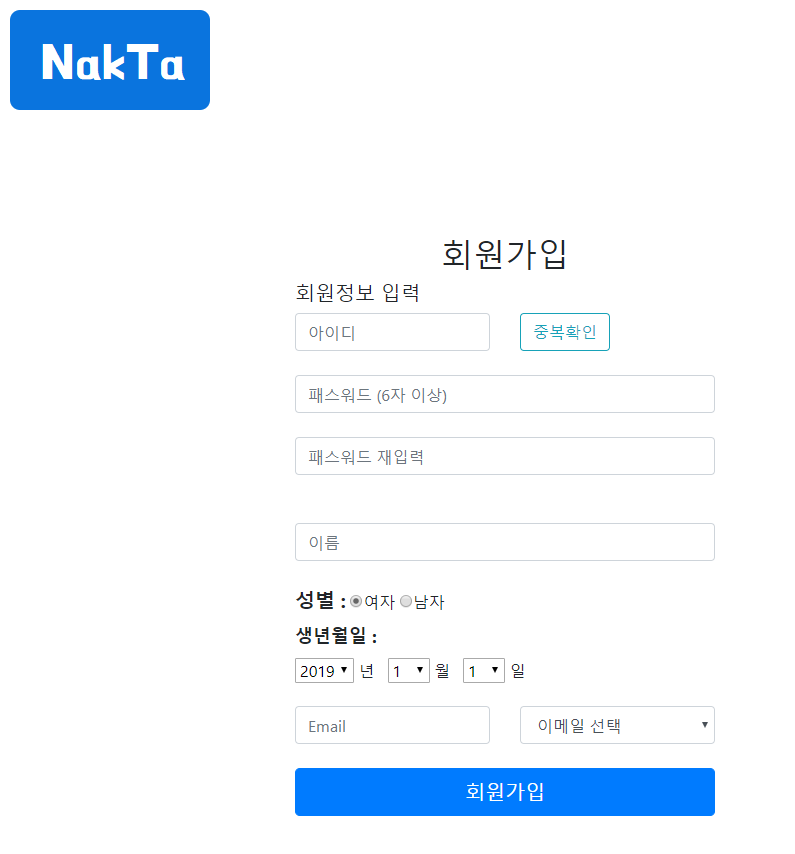 NakTa
회원가입
회원정보 입력
아이디 중복확인
패스워드 (6자 이상)
패스워드 재입력
이름
성별 : 여자 남자
생년월일 :
2019 년 1 월 1 일
Email 이메일 선택
회원가입